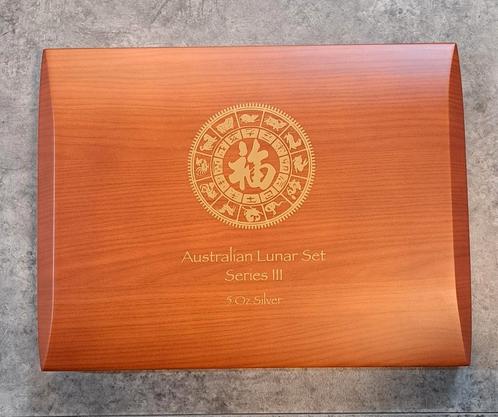 福
Australian Lunar Set
Series III
5 Oz Silver